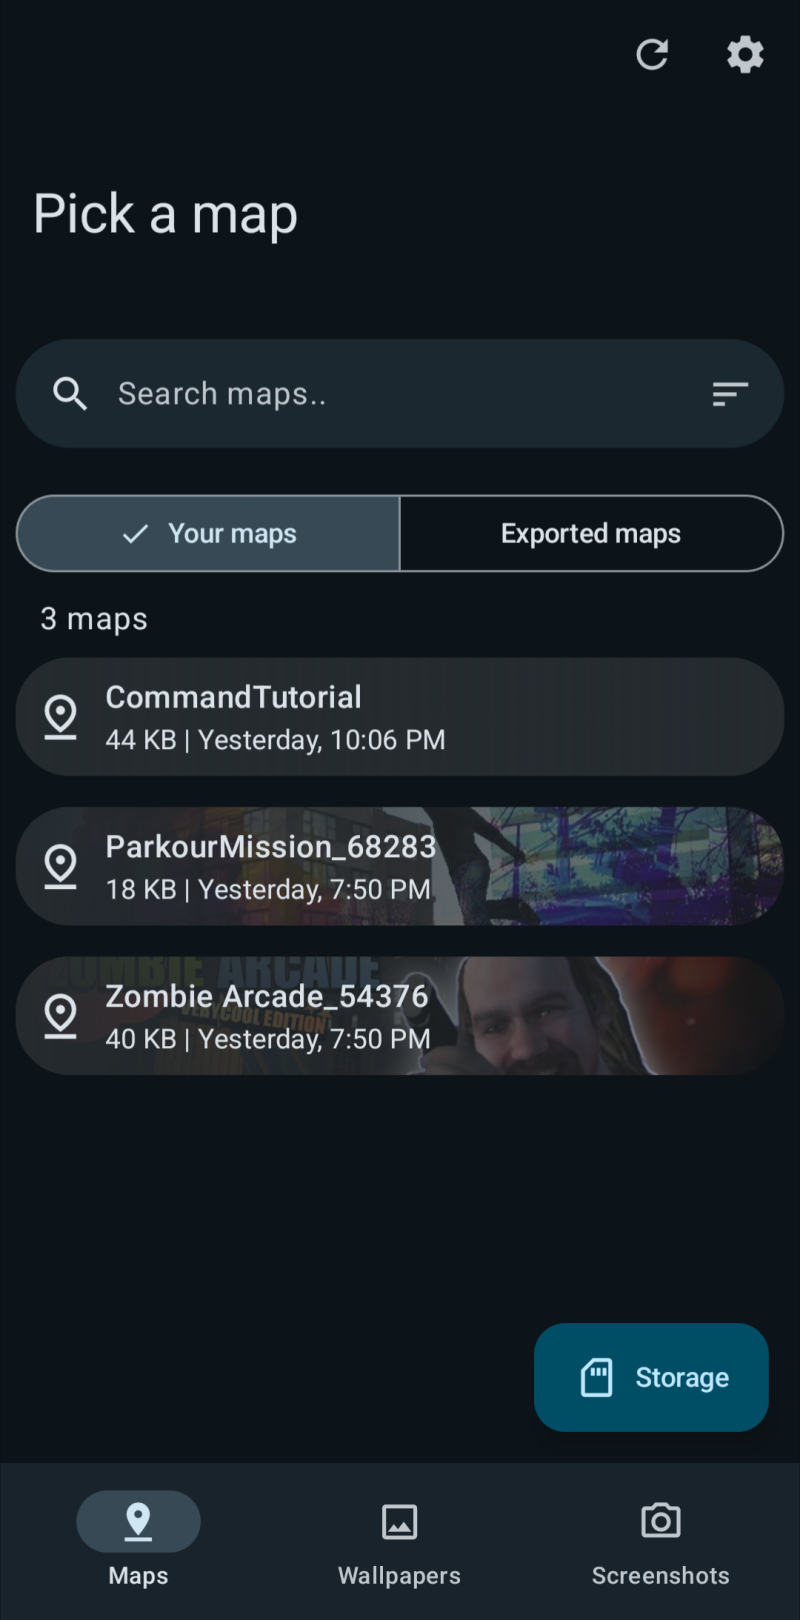 Pick a map
Search maps..
Your maps
Exported maps
3 maps
CommandTutorial
44 KB | Yesterday, 10:06 PM
ParkourMission_68283
18 KB | Yesterday, 7:50 PM
ZOMBIE ARCADE
Zombie Arcade_54376
VERYCOOL EDITION
40 KB | Yesterday, 7:50 PM
Storage
Maps
Wallpapers
Screenshots